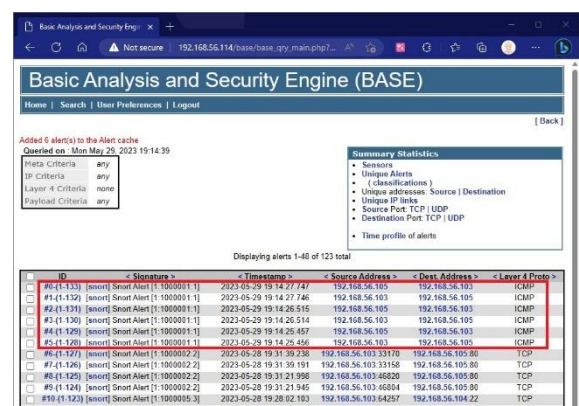 Basic Analysis and Security Engin
Not secure 192.168.56.114/base/base_qry_main.php?...
Basic Analysis and Security Engine (BASE)
Home | Search | User Preferences | Logout
[ Back ]
Added 6 alert(s) to the Alert cache
Queried on : Mon May 29, 2023 19:14:39
Meta Criteria any
IP Criteria any
Layer 4 Criteria none
Payload Criteria any
Summary Statistics
Sensors
Unique Alerts
( classifications )
Unique addresses: Source | Destination
Unique IP links
Source Port: TCP | UDP
Destination Port: TCP | UDP
Time profile of alerts
Displaying alerts 1-48 of 123 total
ID < Signature > < Timestamp > < Source Address > < Dest. Address > < Layer 4 Proto >
#0-(1-133) [snort] Snort Alert [1:1000001:1] 2023-05-29 19:14:27.747 192.168.56.105 192.168.56.103 ICMP
#1-(1-132) [snort] Snort Alert [1:1000001:1] 2023-05-29 19:14:27.746 192.168.56.105 192.168.56.103 ICMP
#2-(1-131) [snort] Snort Alert [1:1000001:1] 2023-05-29 19:14:26.515 192.168.56.105 192.168.56.103 ICMP
#3-(1-130) [snort] Snort Alert [1:1000001:1] 2023-05-29 19:14:26.514 192.168.56.105 192.168.56.103 ICMP
#4-(1-129) [snort] Snort Alert [1:1000001:1] 2023-05-29 19:14:25.457 192.168.56.105 192.168.56.103 ICMP
#5-(1-128) [snort] Snort Alert [1:1000001:1] 2023-05-29 19:14:25.456 192.168.56.105 192.168.56.103 ICMP
#6-(1-127) [snort] Snort Alert [1:1000002:2] 2023-05-28 19:31:39.238 192.168.56.103:33170 192.168.56.105:80 TCP
#7-(1-126) [snort] Snort Alert [1:1000002:2] 2023-05-28 19:31:39.191 192.168.56.103:33158 192.168.56.105:80 TCP
#8-(1-125) [snort] Snort Alert [1:1000002:2] 2023-05-28 19:31:21.998 192.168.56.103:46820 192.168.56.105:80 TCP
#9-(1-124) [snort] Snort Alert [1:1000002:2] 2023-05-28 19:31:21.945 192.168.56.103:46804 192.168.56.105:80 TCP
#10-(1-123) [snort] Snort Alert [1:1000005:3] 2023-05-28 19:28:02.103 192.168.56.103:64257 192.168.56.104:22 TCP